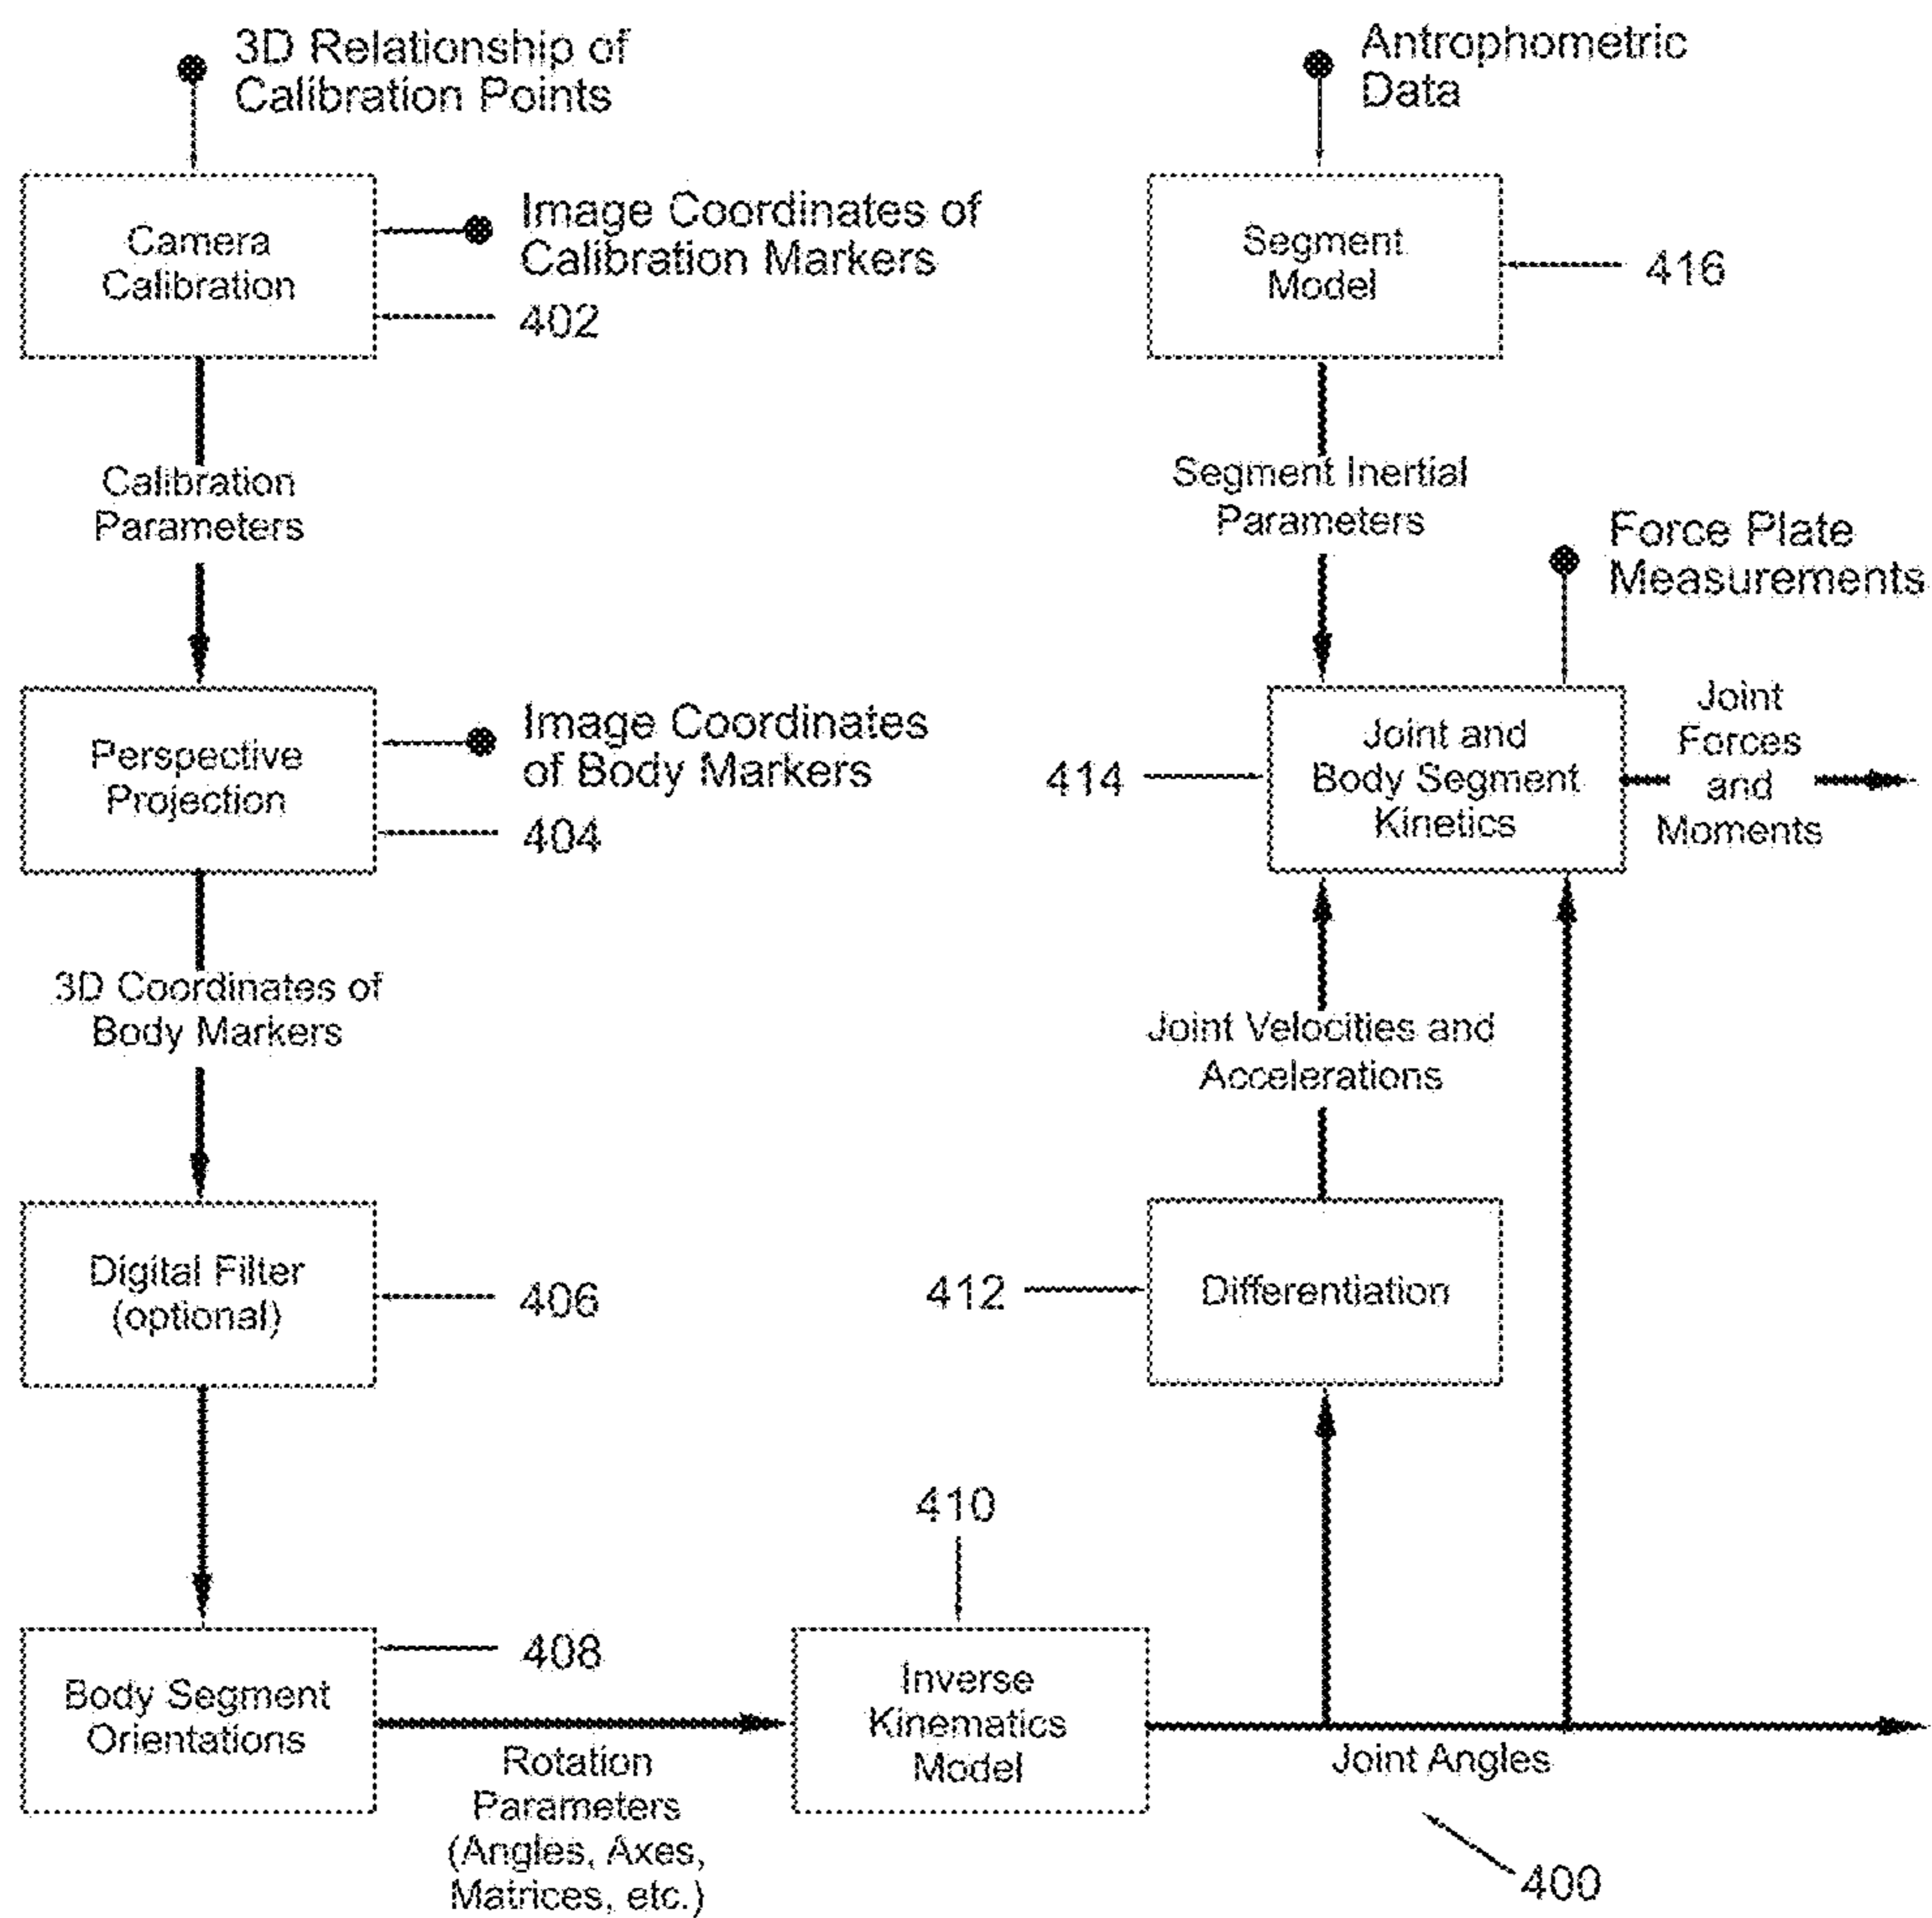 3D Relationship of
Calibration Points
Camera
Calibration
Image Coordinates of
Calibration Markers
402
Calibration
Parameters
Perspective
Projection
Image Coordinates
of Body Markers
404
3D Coordinates of
Body Markers
Digital Filter
(optional)
406
Body Segment
Orientations
408
Rotation
Parameters
(Angles, Axes,
Matrices, etc.)
410
Inverse
Kinematics
Model
Joint Angles
400
412
Differentiation
Joint Velocities and
Accelerations
Antrophometric
Data
Segment
Model
416
Segment Inertial
Parameters
Force Plate
Measurements
414
Joint and
Body Segment
Kinetics
Joint
Forces
and
Moments